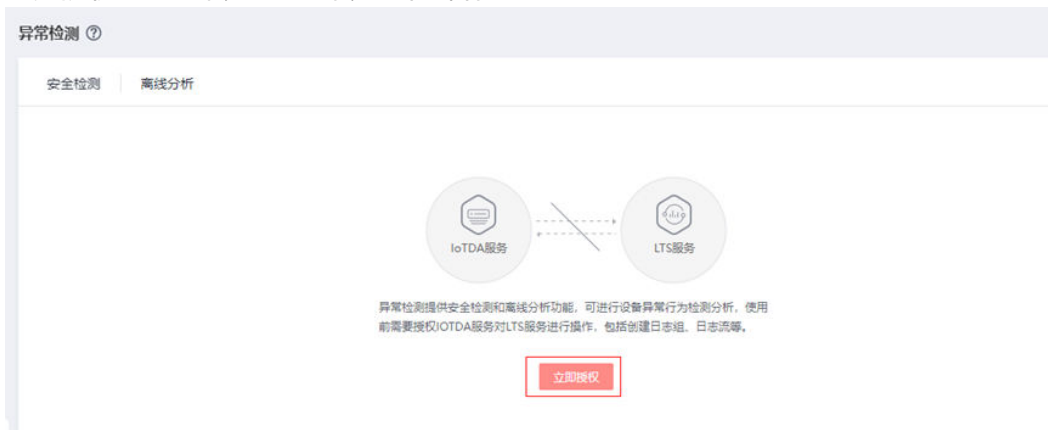 异常检测
安全检测 离线分析
IoTDA服务
LTS服务
异常检测提供安全检测和离线分析功能，可进行设备异常行为检测分析，使用
前需要授权IOTDA服务对LTS服务进行操作，包括创建日志组、日志流等。
立即授权